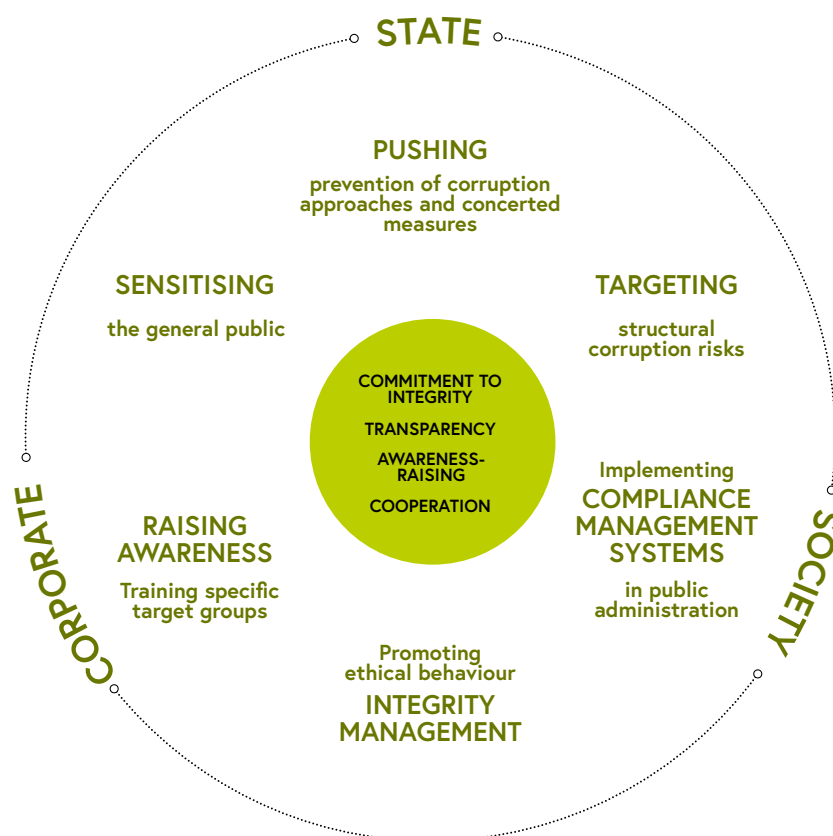 STATE
PUSHING
prevention of corruption
approaches and concerted
measures
SENSITISING
the general public
TARGETING
structural
corruption risks
COMMITMENT TO
INTEGRITY
TRANSPARENCY
AWARENESS-
RAISING
COOPERATION
CORPORATE
RAISING
AWARENESS
Training specific
target groups
Implementing
COMPLIANCE
MANAGEMENT
SYSTEMS
in public
administration
SOCIETY
Promoting
ethical behaviour
INTEGRITY
MANAGEMENT